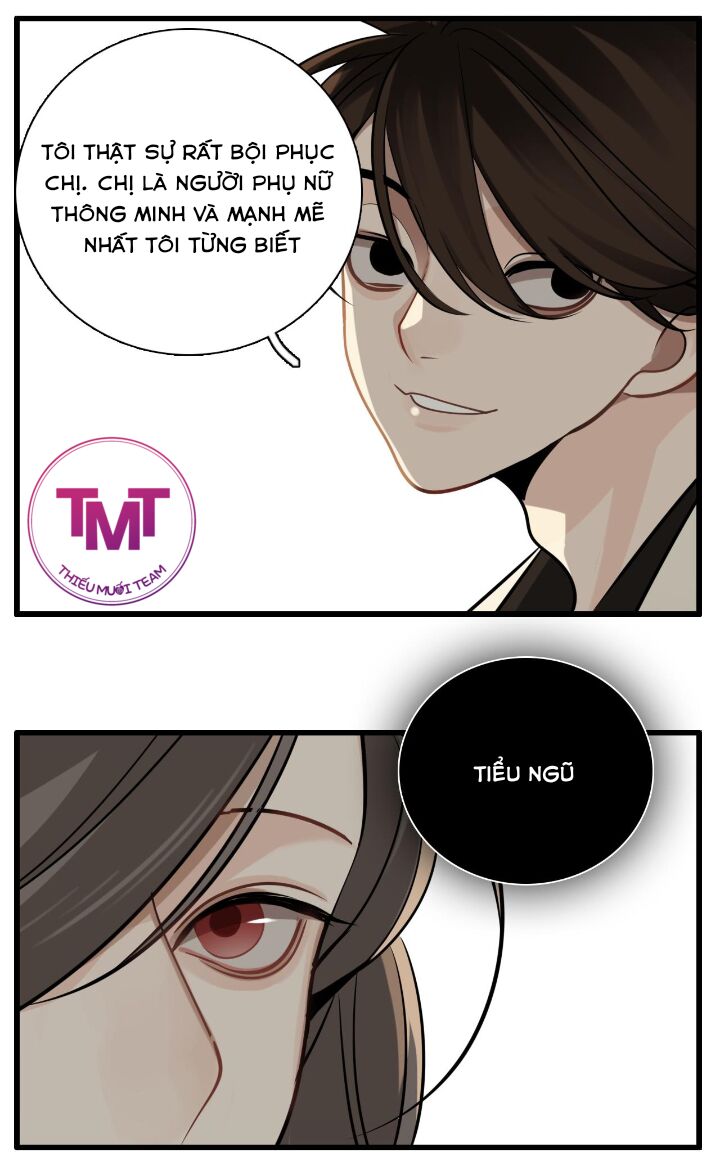 TÔI THẬT SỰ RẤT BỘI PHỤC
CHỊ. CHỊ LÀ NGƯỜI PHỤ NỮ
THÔNG MINH VÀ MẠNH MẼ
NHẤT TÔI TỪNG BIẾT
TMT
THIẾU MUỐI TEAM
TIỂU NGŨ